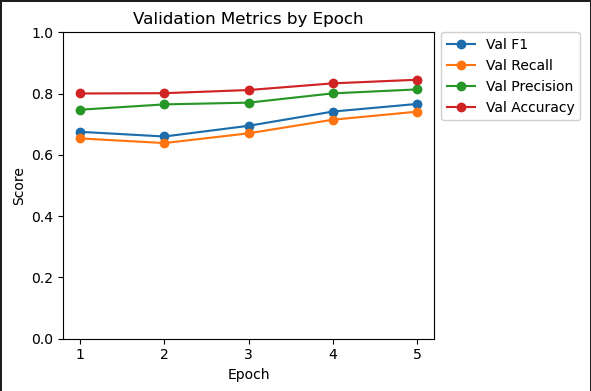 Validation Metrics by Epoch
1.0
0.8
0.6
0.4
0.2
0.0
Score
1 2 3 4 5
Epoch
Val F1
Val Recall
Val Precision
Val Accuracy